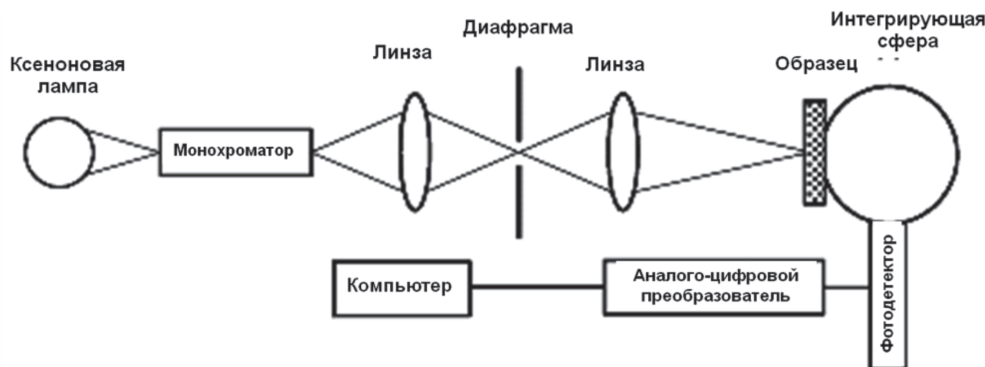 Ксеноновая
лампа
Монохроматор
Линза
Диафрагма
Линза
Образец
Интегрирующая
сфера
Компьютер
Аналого-цифровой
преобразователь
Фотодетектор